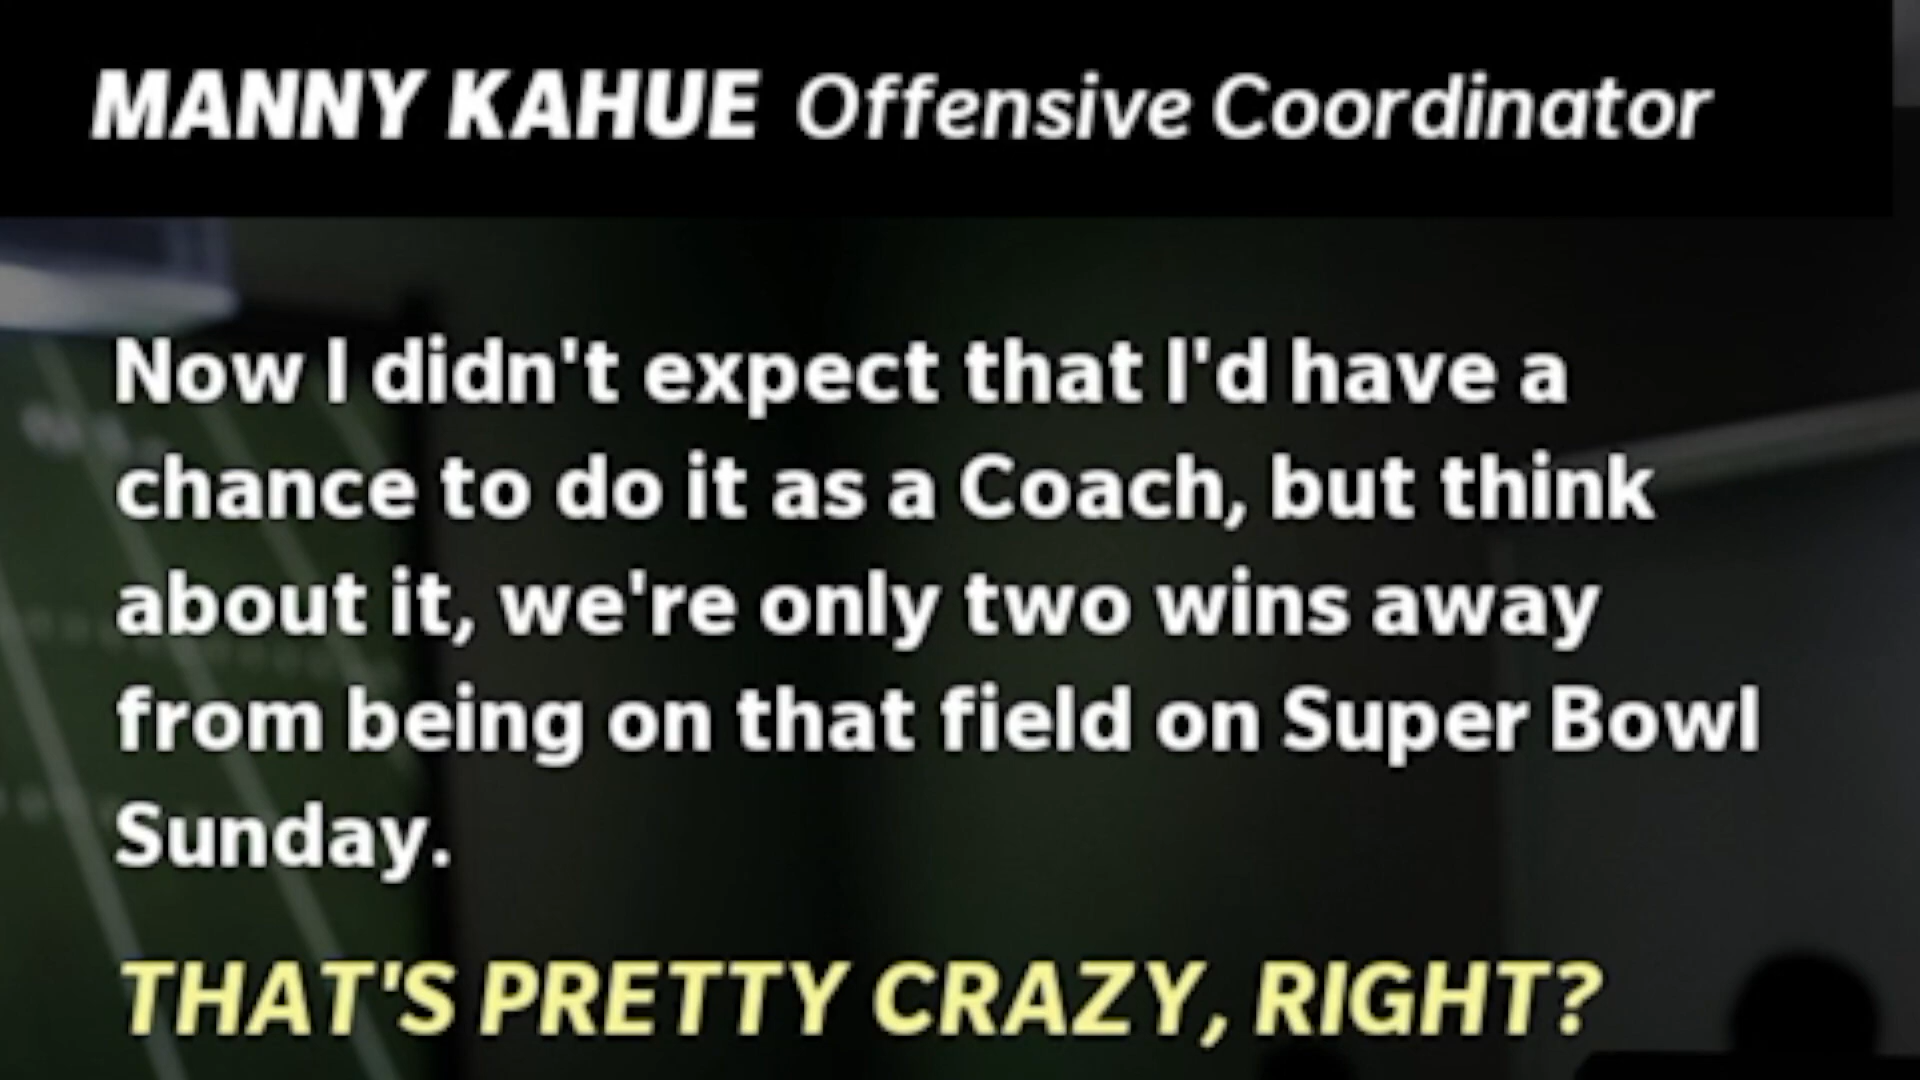 MANNY KAHUE Offensive Coordinator
Now I didn't expect that I'd have a
chance to do it as a Coach, but think
about it, we're only two wins away
from being on that field on Super Bowl
Sunday.
THAT'S PRETTY CRAZY, RIGHT?